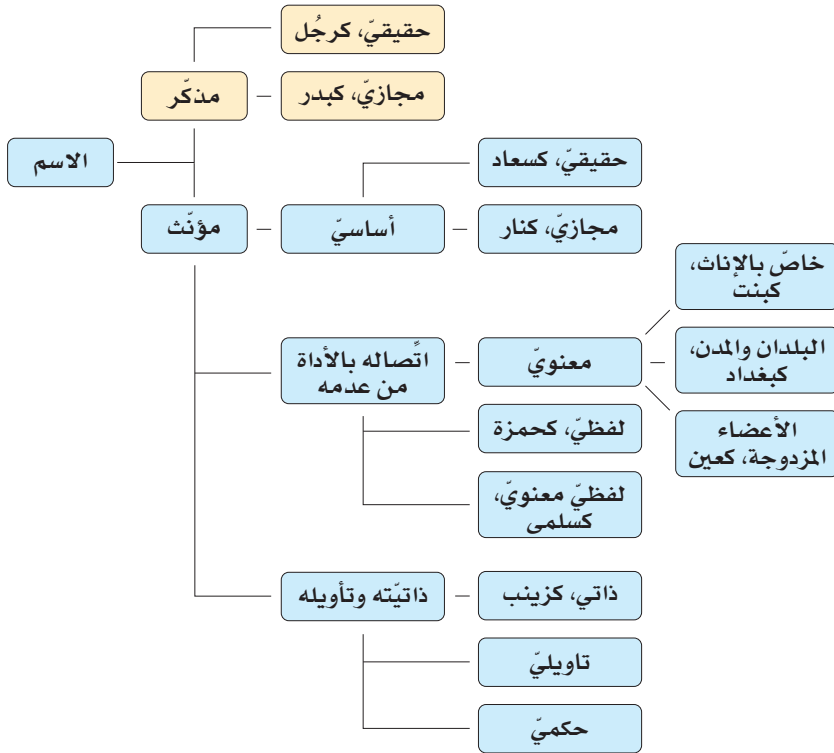 حقيقيّ، كرجُل
مذكّر
مجازيّ، كبدر
الاسم
حقيقيّ، كسعاد
مؤنّث
أساسيّ
مجازيّ، كنار
خاصّ بالإناث،
كبنت
اتّصاله بالأداة
من عدمه
معنويّ
البلدان والمدن،
كبغداد
لفظيّ، كحمزة
الأعضاء
المزدوجة، كعين
لفظيّ معنويّ،
كسلمى
ذاتيّته وتأويله
ذاتي، كزينب
تاويليّ
حكميّ